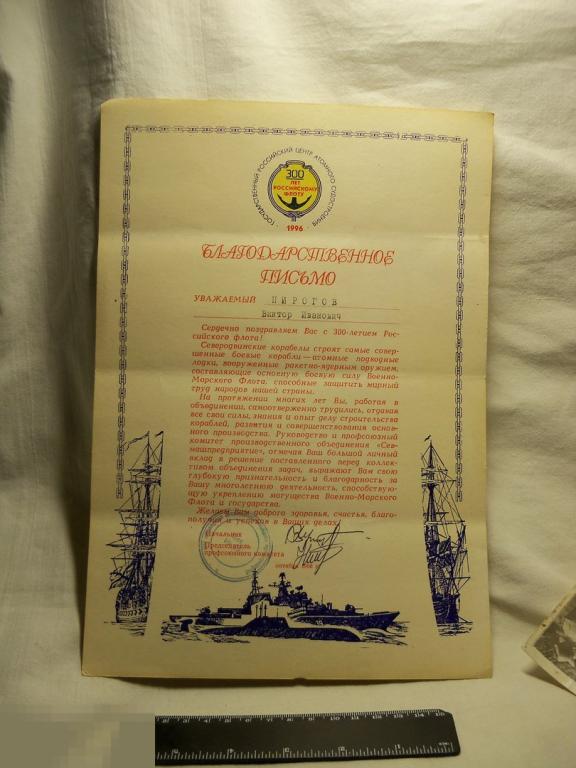 ГОСУДАРСТВЕННЫЙ РОССИЙСКИЙ ЦЕНТР АТОМНОГО СУДОСТРОЕНИЯ
300
ЛЕТ
РОССИЙСКОМУ
ФЛОТУ
1996
БЛАГОДАРСТВЕННОЕ
ПИСЬМО
УВАЖАЕМЫЙ ПИРОГОВ
Виктор Иванович
Сердечно поздравляем Вас с 300-летием Рос-
сийского флота!
Северодвинские корабелы строят самые совер-
шенные боевые корабли — атомные подводные
лодки, вооруженные ракетно-ядерным оружием,
составляющие основную боевую силу Военно-
Морского Флота, способные защитить мирный
труд народов нашей страны.
На протяжении многих лет Вы, работая в
объединении, самоотверженно трудились, отдавая
все свои силы, знания и опыт делу строительства
кораблей, развития и совершенствования основ-
ного производства. Руководство и профсоюзный
комитет производственного объединения «Сев-
машпредприятие», отмечая Ваш большой личный
вклад в решение поставленного перед коллек-
тивом объединения задач, выражают Вам свою
глубокую признательность и благодарность за
Вашу многолетнюю деятельность, способствую-
щую укреплению могущества Военно-Морского
Флота и государства.
Желаем Вам доброго здоровья, счастья, благо-
получия и успехов в Ваших делах.
Начальник
Председатель
профсоюзного комитета
октября 1996 г.